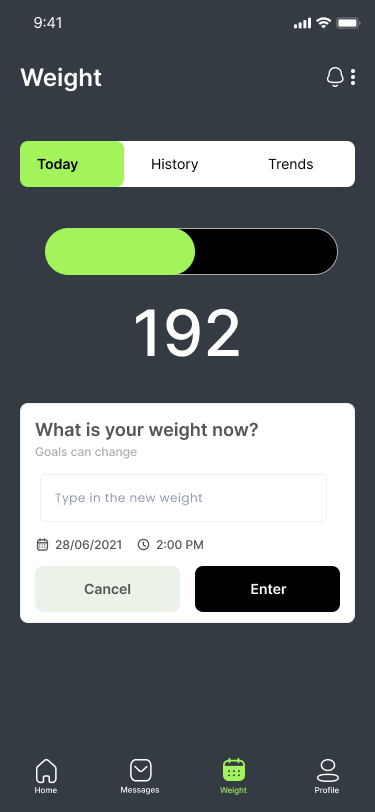 9:41
Weight
Today History Trends
192
What is your weight now?
Goals can change
Type in the new weight
28/06/2021 2:00 PM
Cancel Enter
Home Messages Weight Profile